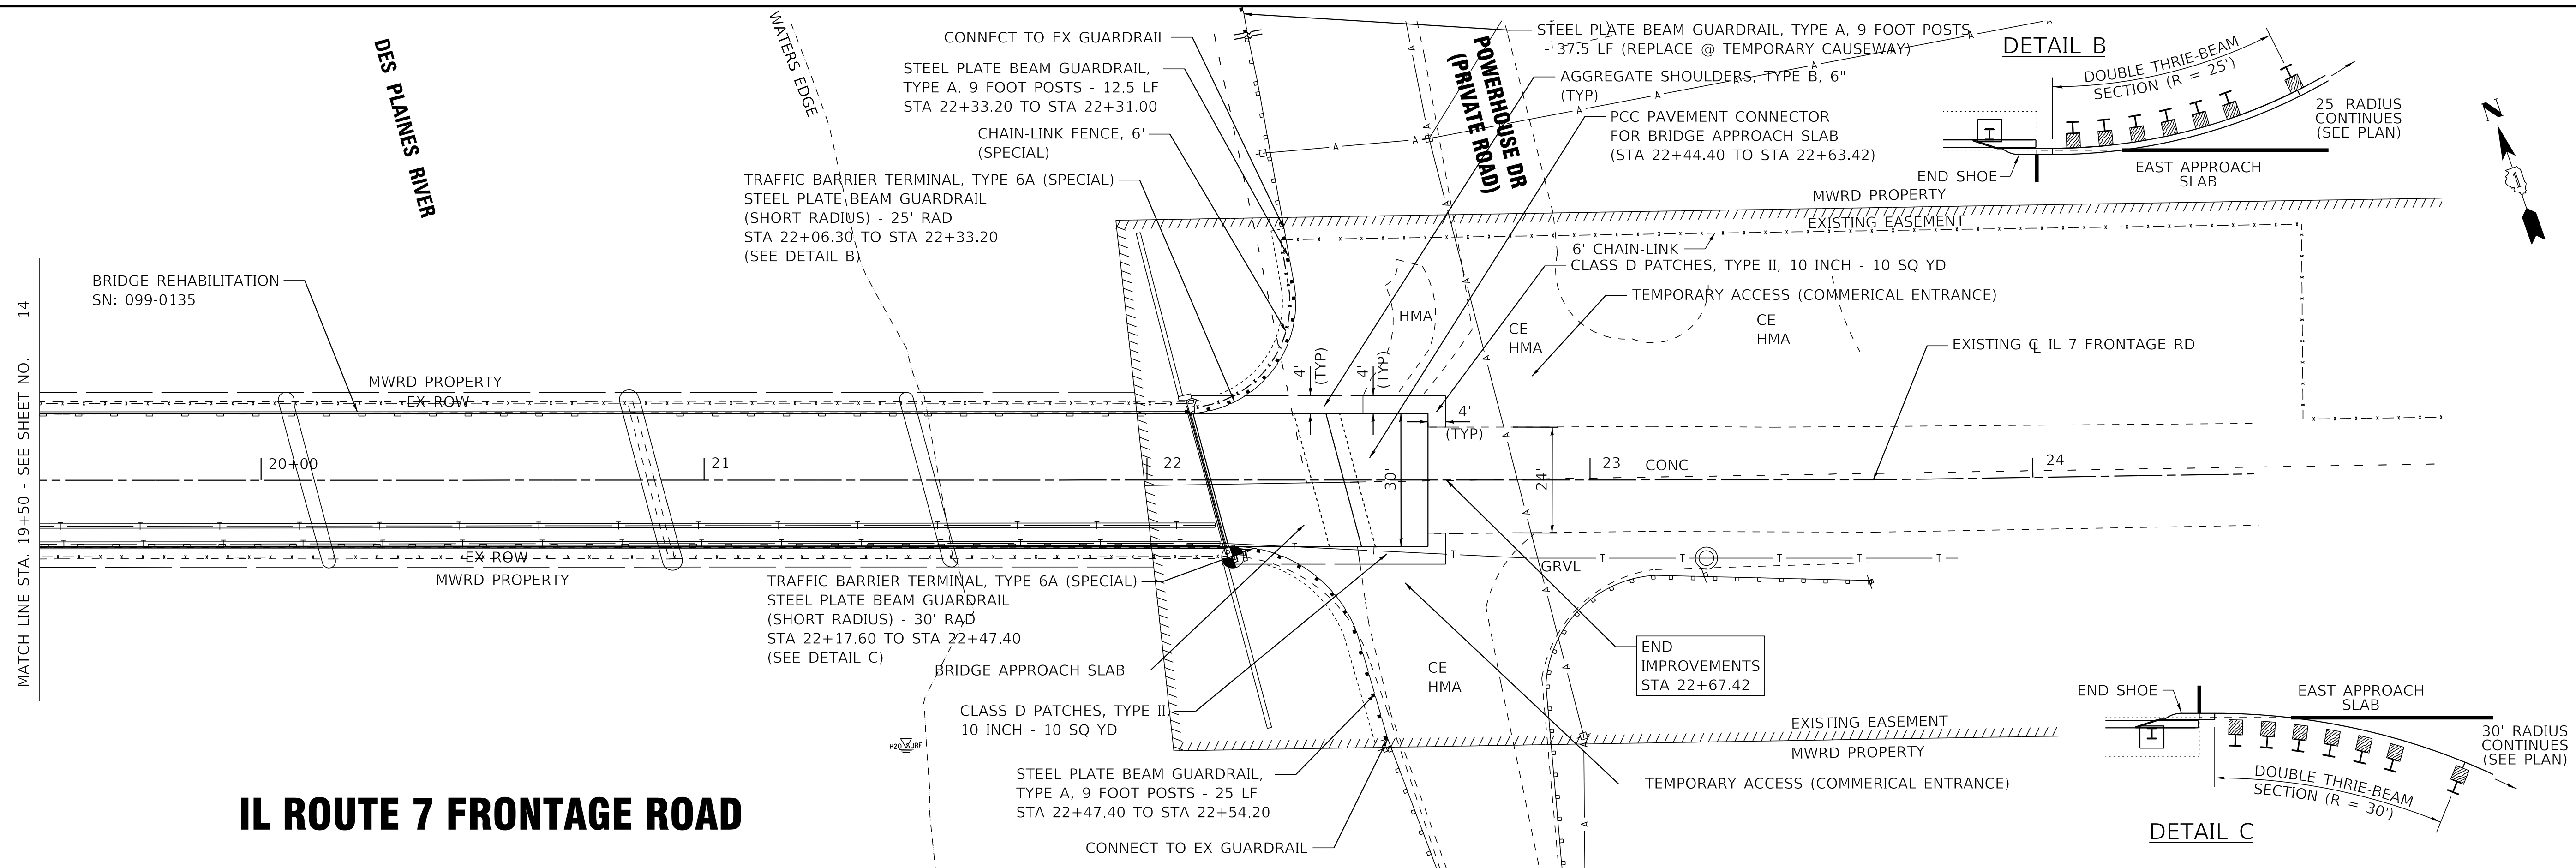 DES PLAINES RIVER
WATERS EDGE
CONNECT TO EX GUARDRAIL
STEEL PLATE BEAM GUARDRAIL,
TYPE A, 9 FOOT POSTS - 12.5 LF
STA 22+33.20 TO STA 22+31.00
CHAIN-LINK FENCE, 6'
(SPECIAL)
TRAFFIC BARRIER TERMINAL, TYPE 6A (SPECIAL)
STEEL PLATE BEAM GUARDRAIL
(SHORT RADIUS) - 25' RAD
STA 22+06.30 TO STA 22+33.20
(SEE DETAIL B)
BRIDGE REHABILITATION
SN: 099-0135
MATCH LINE STA. 19+50 - SEE SHEET NO. 14
STEEL PLATE BEAM GUARDRAIL, TYPE A, 9 FOOT POSTS
- 37.5 LF (REPLACE @ TEMPORARY CAUSEWAY)
POWERHOUSE DR
(PRIVATE ROAD)
AGGREGATE SHOULDERS, TYPE B, 6"
(TYP)
PCC PAVEMENT CONNECTOR
FOR BRIDGE APPROACH SLAB
(STA 22+44.40 TO STA 22+63.42)
DETAIL B
DOUBLE THRIE-BEAM
SECTION (R = 25')
25' RADIUS
CONTINUES
(SEE PLAN)
END SHOE
EAST APPROACH
SLAB
N
MWRD PROPERTY
EXISTING EASEMENT
6' CHAIN-LINK
CLASS D PATCHES, TYPE II, 10 INCH - 10 SQ YD
TEMPORARY ACCESS (COMMERICAL ENTRANCE)
HMA
CE
HMA
CE
HMA
EXISTING ℄ IL 7 FRONTAGE RD
MWRD PROPERTY
EX ROW
4'
(TYP)
4'
(TYP)
4'
(TYP)
20+00
21
22
30'
24'
23
CONC
24
EX ROW
MWRD PROPERTY
TRAFFIC BARRIER TERMINAL, TYPE 6A (SPECIAL)
STEEL PLATE BEAM GUARDRAIL
(SHORT RADIUS) - 30' RAD
STA 22+17.60 TO STA 22+47.40
(SEE DETAIL C)
BRIDGE APPROACH SLAB
CLASS D PATCHES, TYPE II,
10 INCH - 10 SQ YD
H2O SURF
STEEL PLATE BEAM GUARDRAIL,
TYPE A, 9 FOOT POSTS - 25 LF
STA 22+47.40 TO STA 22+54.20
CONNECT TO EX GUARDRAIL
GRVL
CE
HMA
END
IMPROVEMENTS
STA 22+67.42
EXISTING EASEMENT
MWRD PROPERTY
TEMPORARY ACCESS (COMMERICAL ENTRANCE)
END SHOE
EAST APPROACH
SLAB
30' RADIUS
CONTINUES
(SEE PLAN)
DOUBLE THRIE-BEAM
SECTION (R = 30')
DETAIL C
IL ROUTE 7 FRONTAGE ROAD